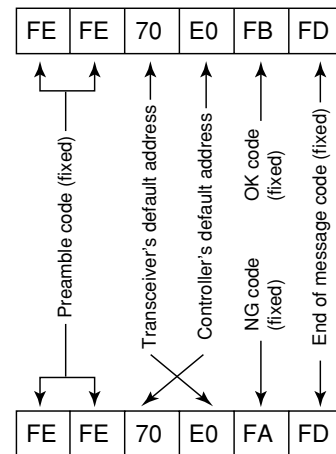 FE FE 70 E0 FB FD
Preamble code (fixed)
Transceiver's default address
Controller's default address
OK code
(fixed)
NG code
(fixed)
End of message code (fixed)
FE FE 70 E0 FA FD